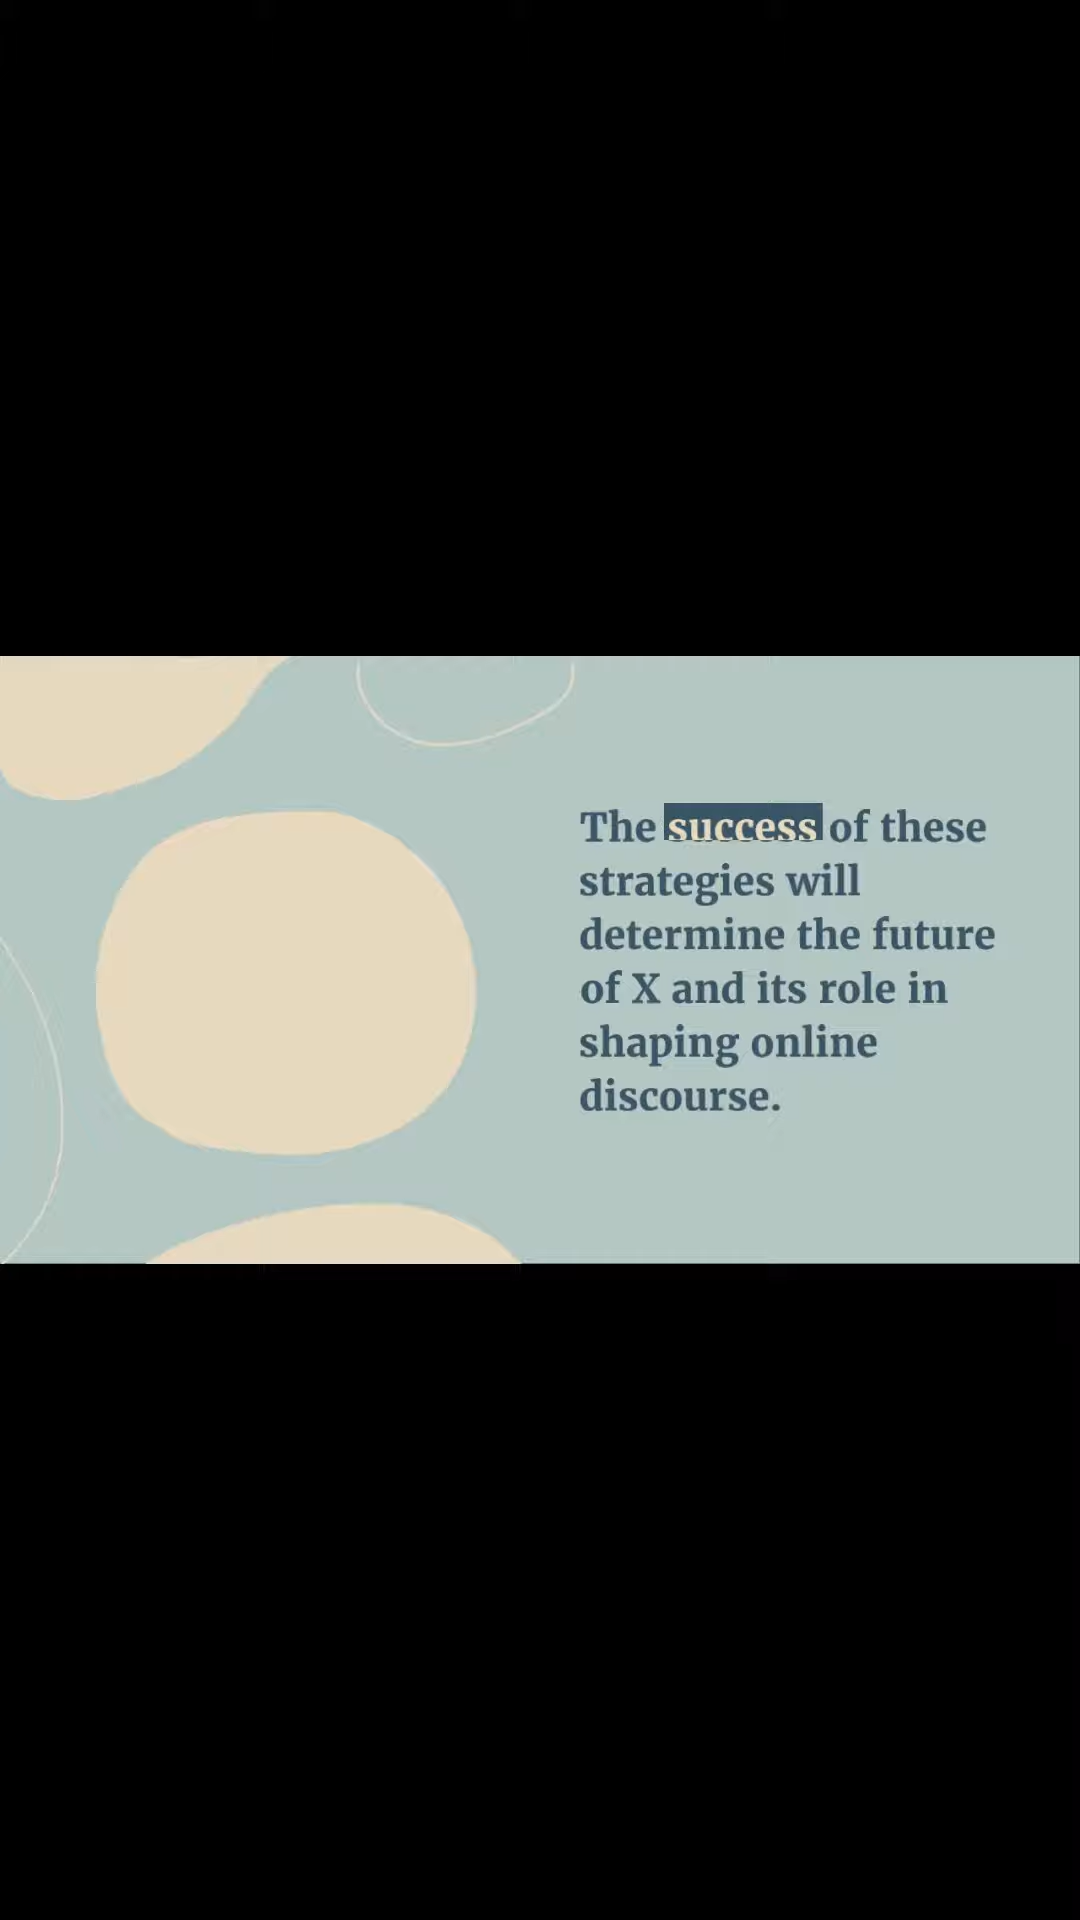 The success of these
strategies will
determine the future
of X and its role in
shaping online
discourse.